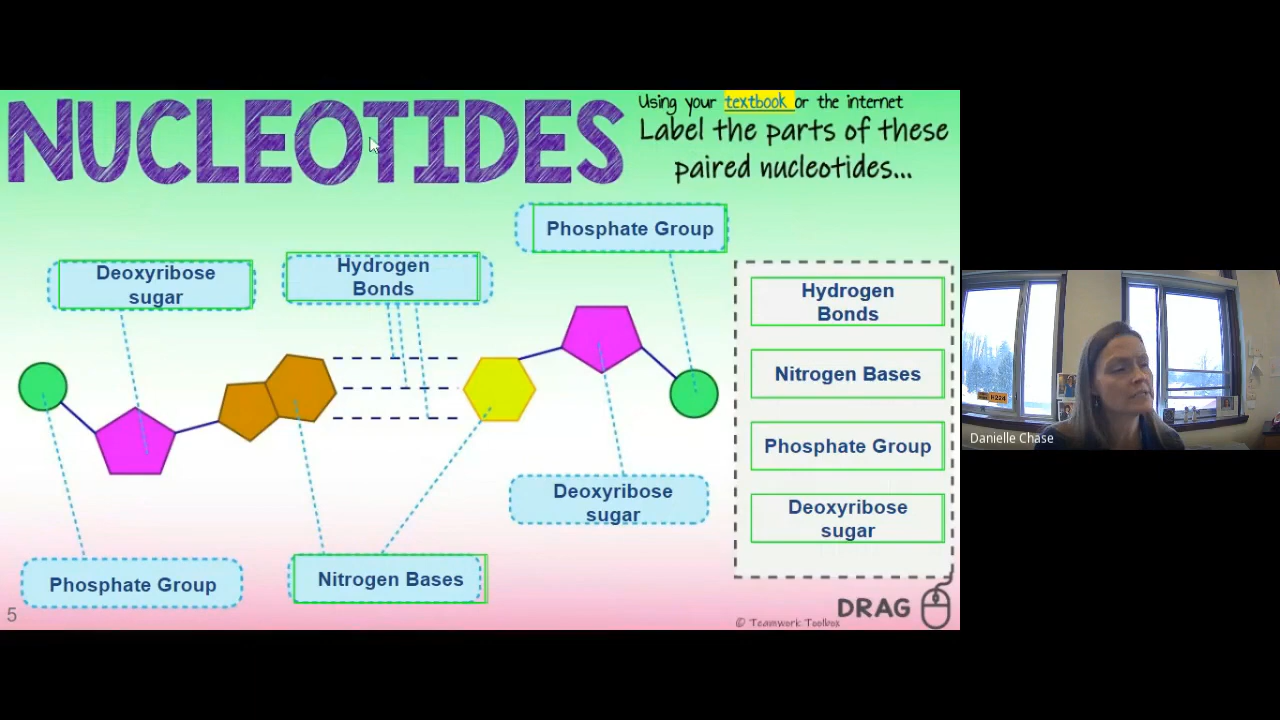 NUCLEOTIDES
Using your textbook or the internet
Label the parts of these
paired nucleotides...
Phosphate Group
Deoxyribose
sugar
Hydrogen
Bonds
Hydrogen
Bonds
Nitrogen Bases
Phosphate Group
Deoxyribose
sugar
Deoxyribose
sugar
Phosphate Group
Nitrogen Bases
DRAG
© Teamwork Toolbox
5
H224
Danielle Chase